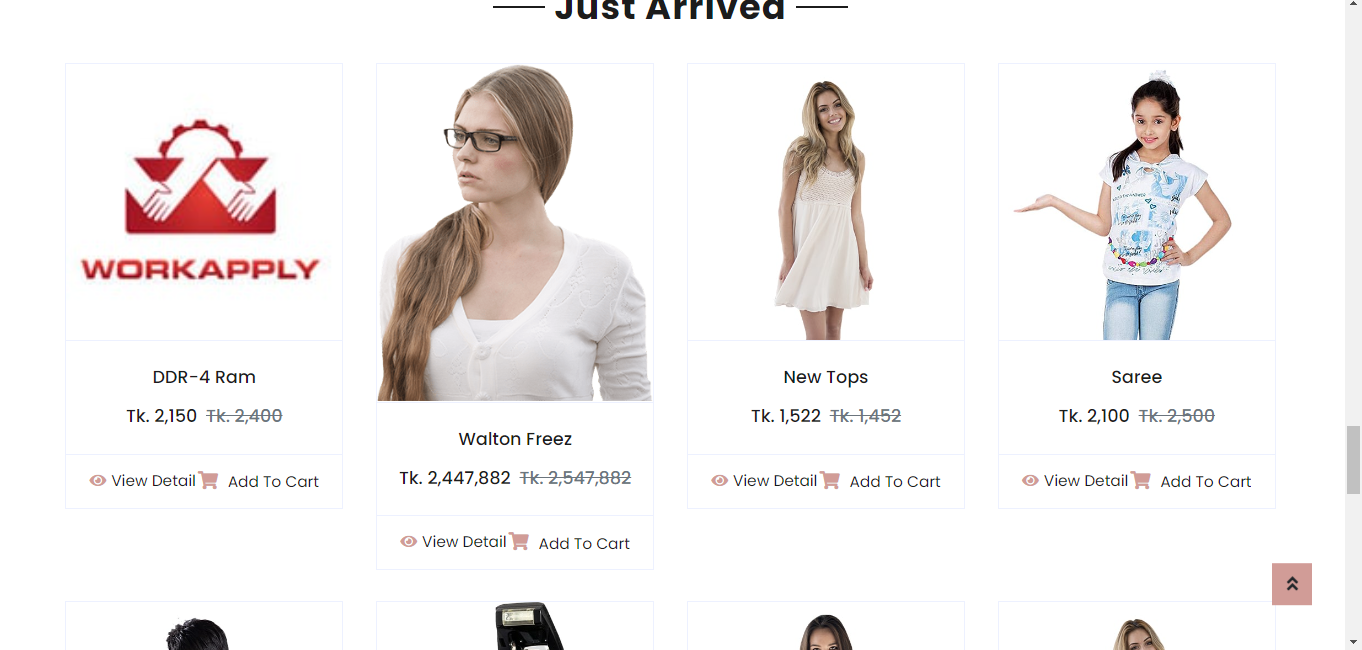 Just Arrived
WORKAPPLY
DDR-4 Ram
Tk. 2,150 Tk. 2,400
View Detail Add To Cart
Walton Freez
Tk. 2,447,882 Tk. 2,547,882
View Detail Add To Cart
New Tops
Tk. 1,522 Tk. 1,452
View Detail Add To Cart
Saree
Tk. 2,100 Tk. 2,500
View Detail Add To Cart